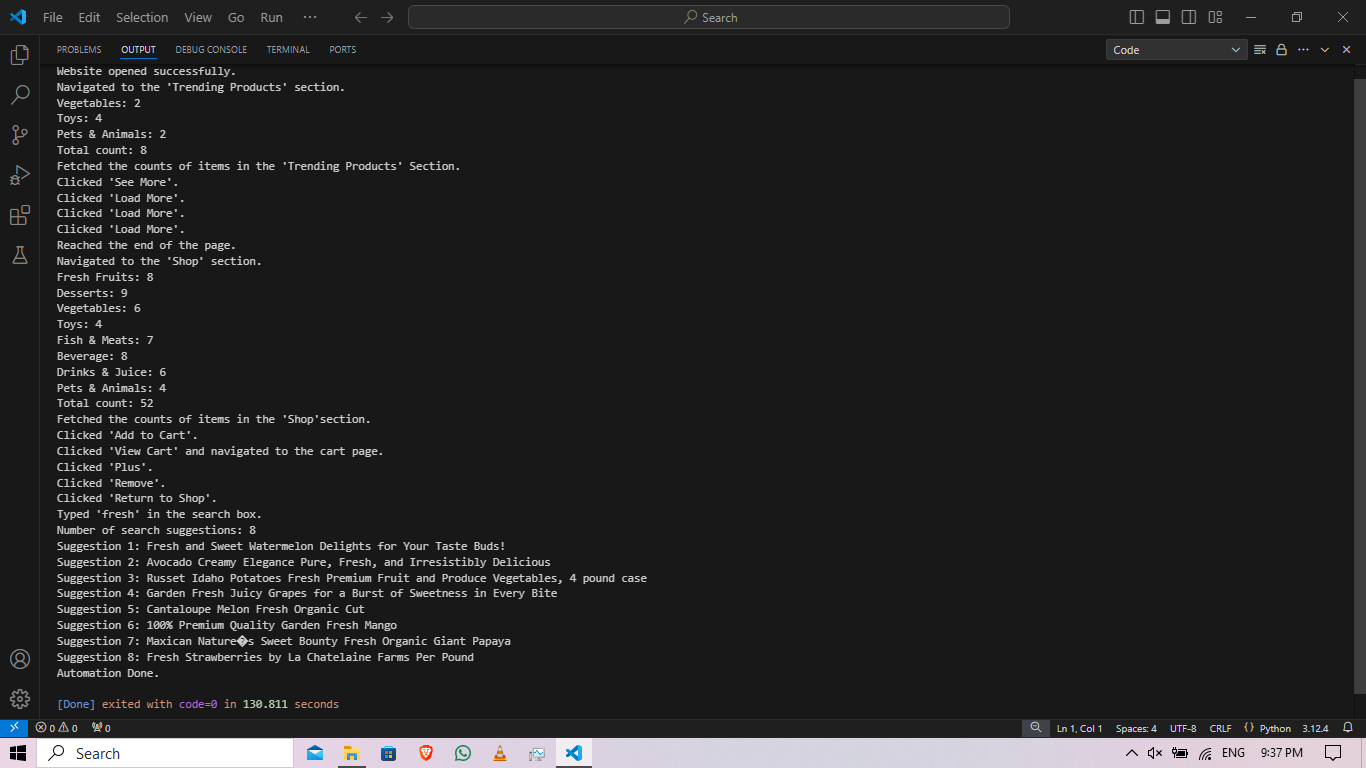 File Edit Selection View Go Run ··· Search
PROBLEMS OUTPUT DEBUG CONSOLE TERMINAL PORTS Code
Website opened successfully.
Navigated to the 'Trending Products' section.
Vegetables: 2
Toys: 4
Pets & Animals: 2
Total count: 8
Fetched the counts of items in the 'Trending Products' Section.
Clicked 'See More'.
Clicked 'Load More'.
Clicked 'Load More'.
Clicked 'Load More'.
Reached the end of the page.
Navigated to the 'Shop' section.
Fresh Fruits: 8
Desserts: 9
Vegetables: 6
Toys: 4
Fish & Meats: 7
Beverage: 8
Drinks & Juice: 6
Pets & Animals: 4
Total count: 52
Fetched the counts of items in the 'Shop'section.
Clicked 'Add to Cart'.
Clicked 'View Cart' and navigated to the cart page.
Clicked 'Plus'.
Clicked 'Remove'.
Clicked 'Return to Shop'.
Typed 'fresh' in the search box.
Number of search suggestions: 8
Suggestion 1: Fresh and Sweet Watermelon Delights for Your Taste Buds!
Suggestion 2: Avocado Creamy Elegance Pure, Fresh, and Irresistibly Delicious
Suggestion 3: Russet Idaho Potatoes Fresh Premium Fruit and Produce Vegetables, 4 pound case
Suggestion 4: Garden Fresh Juicy Grapes for a Burst of Sweetness in Every Bite
Suggestion 5: Cantaloupe Melon Fresh Organic Cut
Suggestion 6: 100% Premium Quality Garden Fresh Mango
Suggestion 7: Maxican Nature�s Sweet Bounty Fresh Organic Giant Papaya
Suggestion 8: Fresh Strawberries by La Chatelaine Farms Per Pound
Automation Done.
[Done] exited with code=0 in 130.811 seconds
0 0 0 Ln 1, Col 1 Spaces: 4 UTF-8 CRLF {} Python 3.12.4
Search ENG 9:37 PM